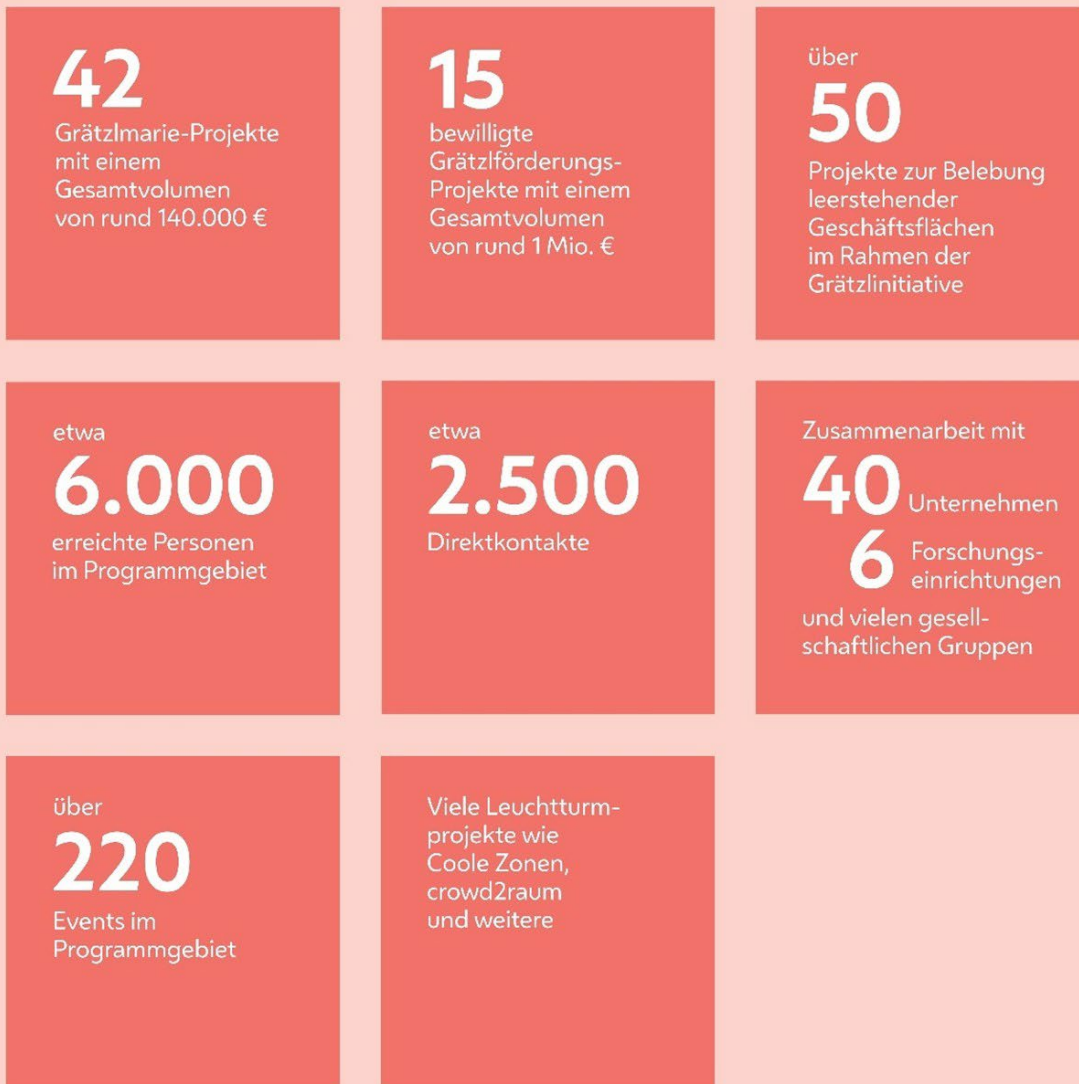 42
Grätzlmarie-Projekte
mit einem
Gesamtvolumen
von rund 140.000 €
15
bewilligte
Grätzlförderungs-
Projekte mit einem
Gesamtvolumen
von rund 1 Mio. €
über
50
Projekte zur Belebung
leerstehender
Geschäftsflächen
im Rahmen der
Grätzlinitiative
etwa
6.000
erreichte Personen
im Programmgebiet
etwa
2.500
Direktkontakte
Zusammenarbeit mit
40 Unternehmen
6 Forschungs-
einrichtungen
und vielen gesell-
schaftlichen Gruppen
über
220
Events im
Programmgebiet
Viele Leuchtturm-
projekte wie
Coole Zonen,
crowd2raum
und weitere